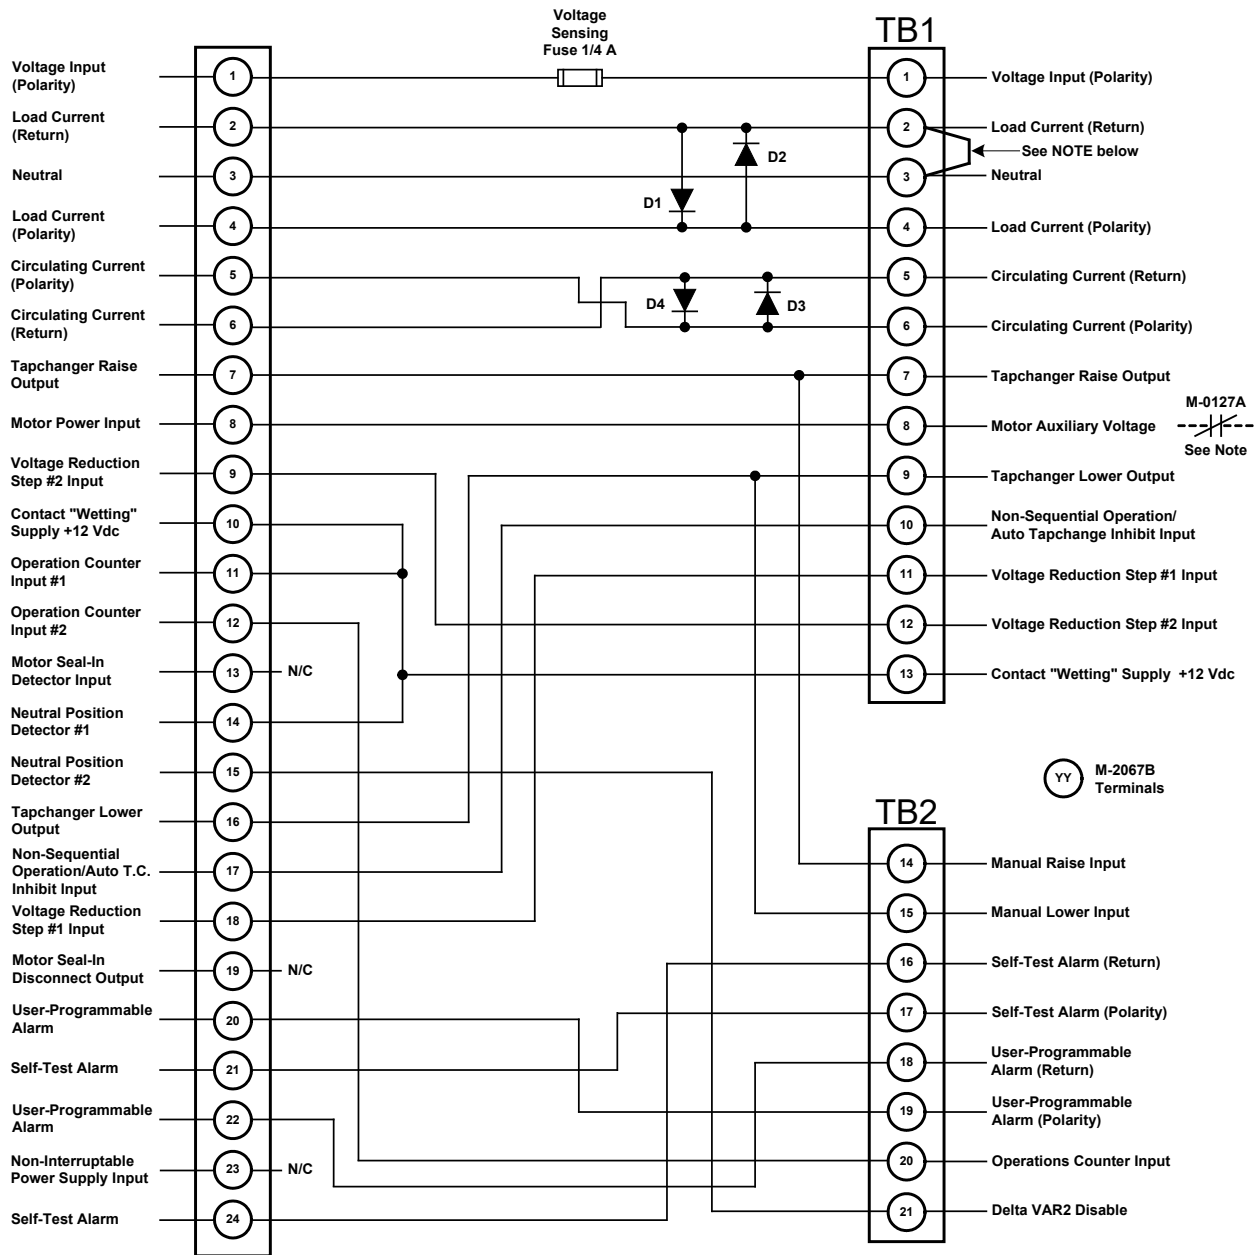 Voltage
Sensing
Fuse 1/4 A
TB1
Voltage Input
(Polarity)
1
1
Voltage Input (Polarity)
Load Current
(Return)
2
2
Load Current (Return)
D2
See NOTE below
Neutral
3
3
Neutral
D1
Load Current
(Polarity)
4
4
Load Current (Polarity)
Circulating Current
(Polarity)
5
5
Circulating Current (Return)
D4
D3
Circulating Current
(Return)
6
6
Circulating Current (Polarity)
Tapchanger Raise
Output
7
7
Tapchanger Raise Output
M-0127A
Motor Power Input
8
8
Motor Auxiliary Voltage
See Note
Voltage Reduction
Step #2 Input
9
9
Tapchanger Lower Output
Contact "Wetting"
Supply +12 Vdc
10
10
Non-Sequential Operation/
Auto Tapchange Inhibit Input
Operation Counter
Input #1
11
11
Voltage Reduction Step #1 Input
Operation Counter
Input #2
12
12
Voltage Reduction Step #2 Input
Motor Seal-In
Detector Input
13
N/C
13
Contact "Wetting" Supply +12 Vdc
Neutral Position
Detector #1
14
Neutral Position
Detector #2
15
YY
M-2067B
Terminals
Tapchanger Lower
Output
16
TB2
Non-Sequential
Operation/Auto T.C.
Inhibit Input
17
14
Manual Raise Input
Voltage Reduction
Step #1 Input
18
15
Manual Lower Input
Motor Seal-In
Disconnect Output
19
N/C
16
Self-Test Alarm (Return)
User-Programmable
Alarm
20
17
Self-Test Alarm (Polarity)
Self-Test Alarm
21
18
User-Programmable
Alarm (Return)
User-Programmable
Alarm
22
19
User-Programmable
Alarm (Polarity)
Non-Interruptable
Power Supply Input
23
N/C
20
Operations Counter Input
Self-Test Alarm
24
21
Delta VAR2 Disable